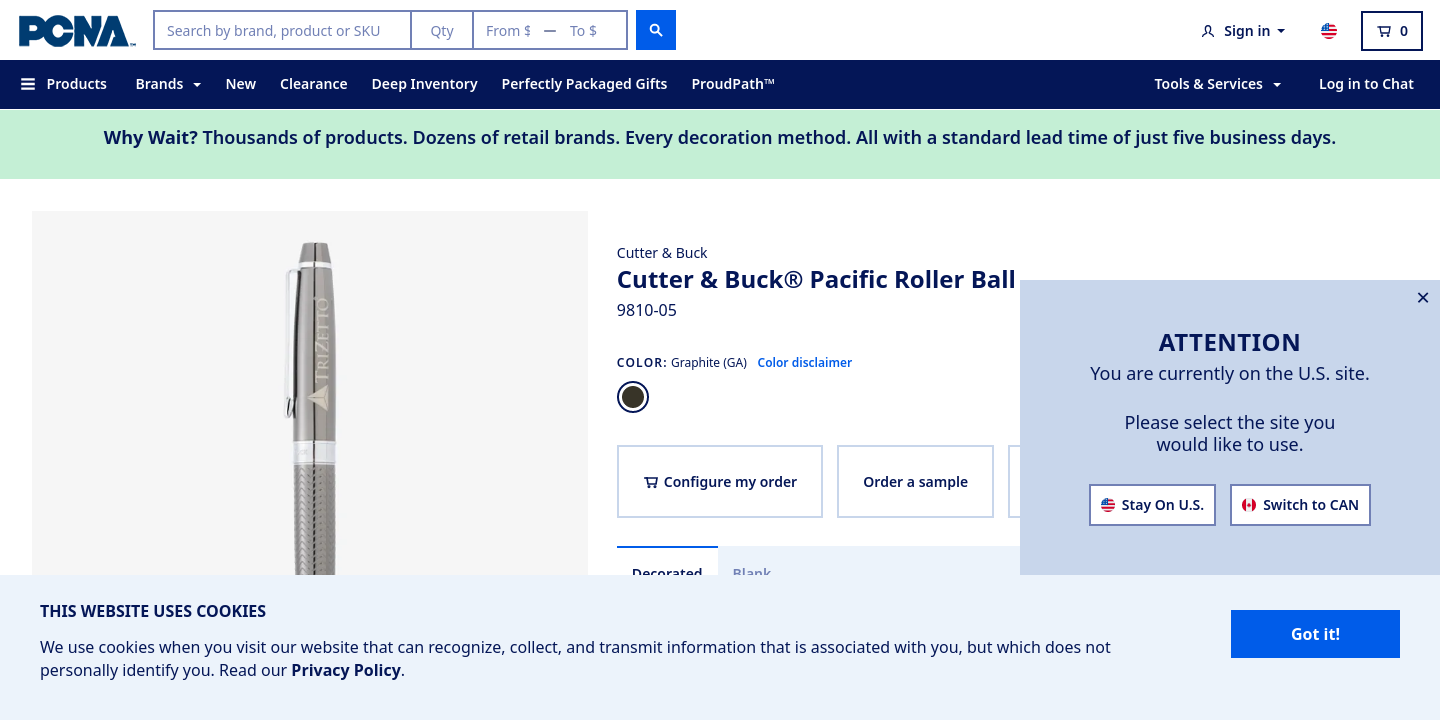 PCNA™
Search by brand, product or SKU
Qty
From $ — To $
Sign in
0
Products
Brands
New
Clearance
Deep Inventory
Perfectly Packaged Gifts
ProudPath™
Tools & Services
Log in to Chat
Why Wait? Thousands of products. Dozens of retail brands. Every decoration method. All with a standard lead time of just five business days.
TRIZETTO
Cutter & Buck
Cutter & Buck® Pacific Roller Ball
9810-05
COLOR: Graphite (GA) Color disclaimer
Configure my order
Order a sample
Decorated
Blank
ATTENTION
You are currently on the U.S. site.
Please select the site you
would like to use.
Stay On U.S.
Switch to CAN
THIS WEBSITE USES COOKIES
We use cookies when you visit our website that can recognize, collect, and transmit information that is associated with you, but which does not
personally identify you. Read our Privacy Policy.
Got it!